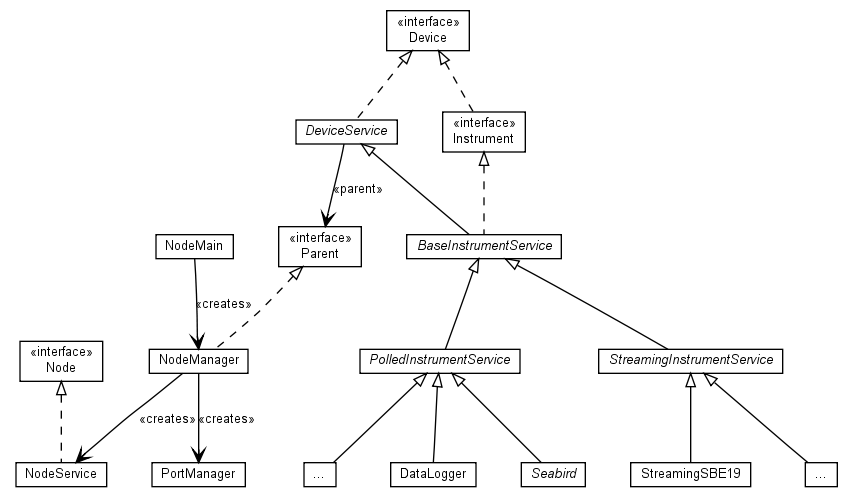 «interface»
Device
DeviceService
«interface»
Instrument
«parent»
NodeMain
«interface»
Parent
BaseInstrumentService
«creates»
«interface»
Node
NodeManager
PolledInstrumentService
StreamingInstrumentService
«creates»
«creates»
NodeService
PortManager
...
DataLogger
Seabird
StreamingSBE19
...